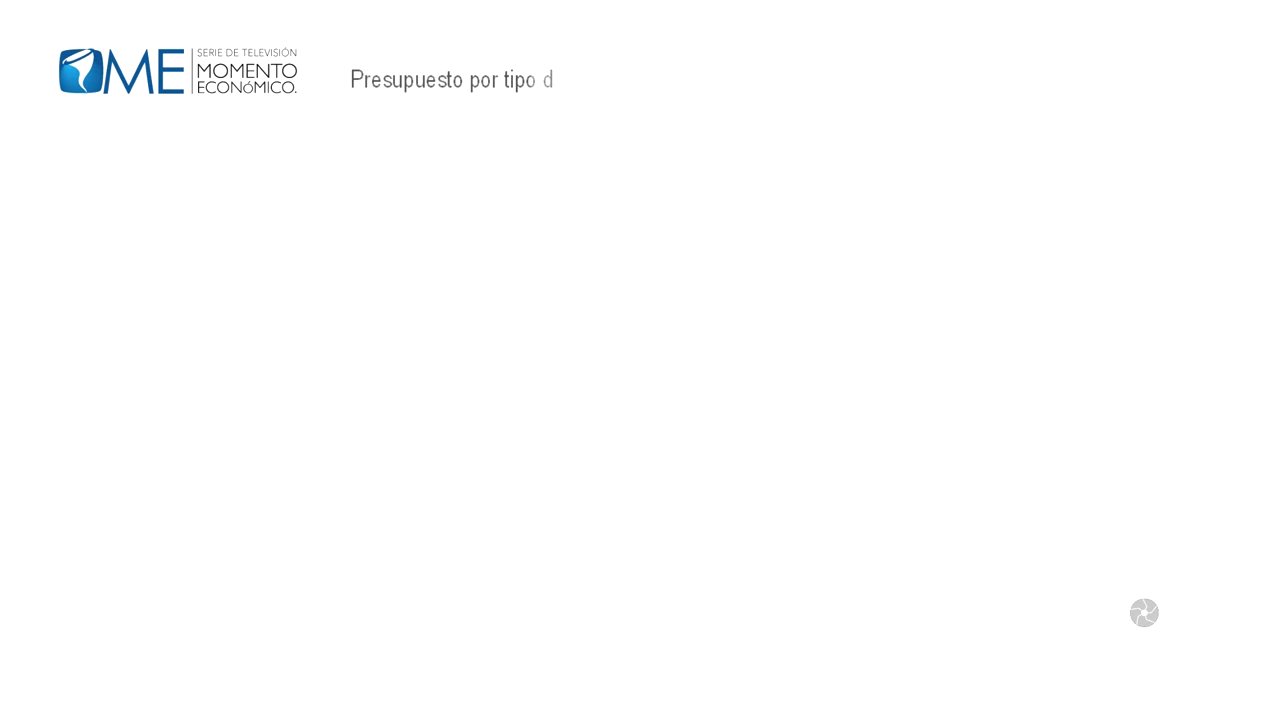 ME
SERIE DE TELEVISIÓN
MOMENTO
ECONÓMICO.
Presupuesto por tipo d